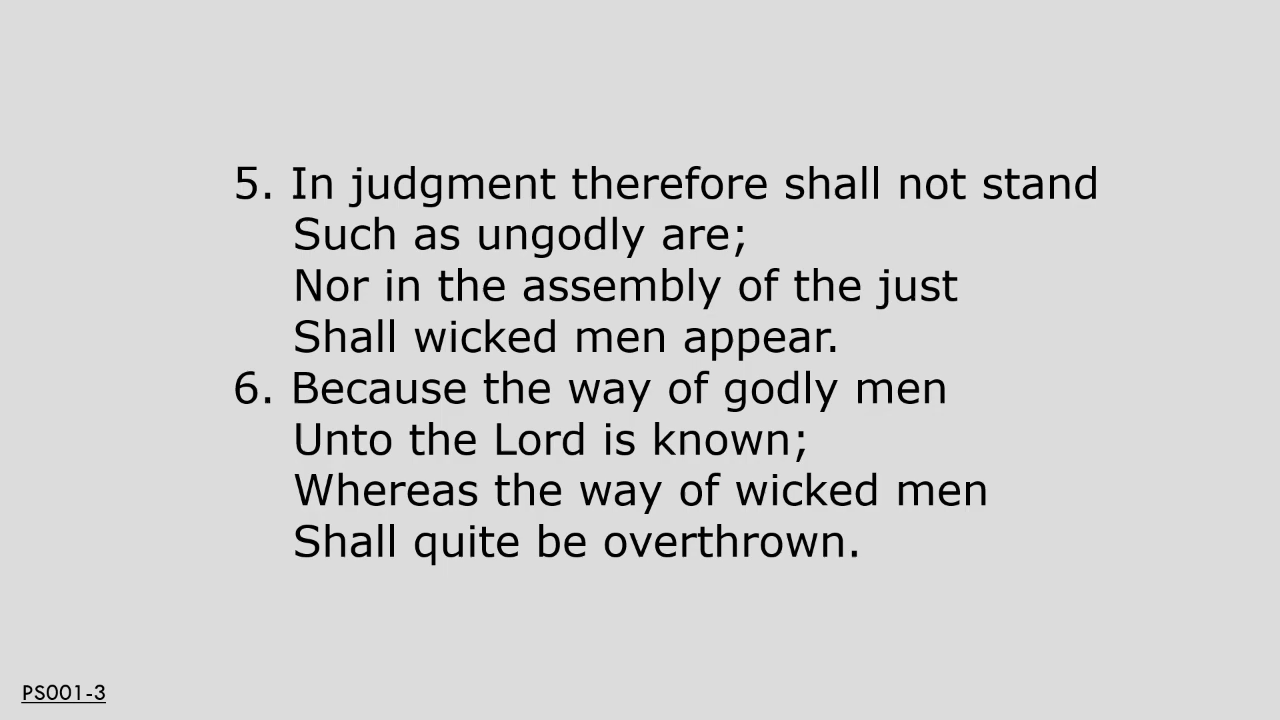 5. In judgment therefore shall not stand
Such as ungodly are;
Nor in the assembly of the just
Shall wicked men appear.
6. Because the way of godly men
Unto the Lord is known;
Whereas the way of wicked men
Shall quite be overthrown.
PS001-3